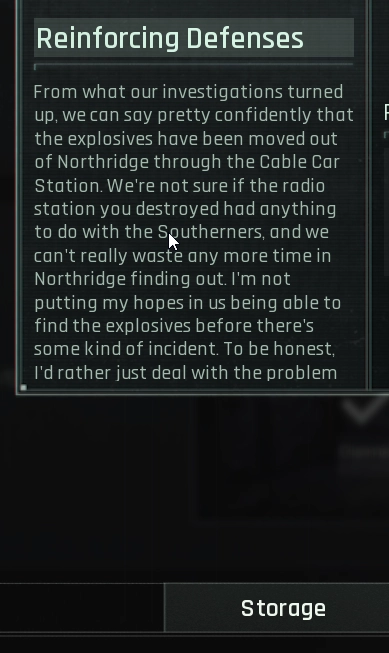 Reinforcing Defenses
From what our investigations turned
up, we can say pretty confidently that
the explosives have been moved out
of Northridge through the Cable Car
Station. We're not sure if the radio
station you destroyed had anything
to do with the Southerners, and we
can't really waste any more time in
Northridge finding out. I'm not
putting my hopes in us being able to
find the explosives before there's
some kind of incident. To be honest,
I'd rather just deal with the problem
Storage